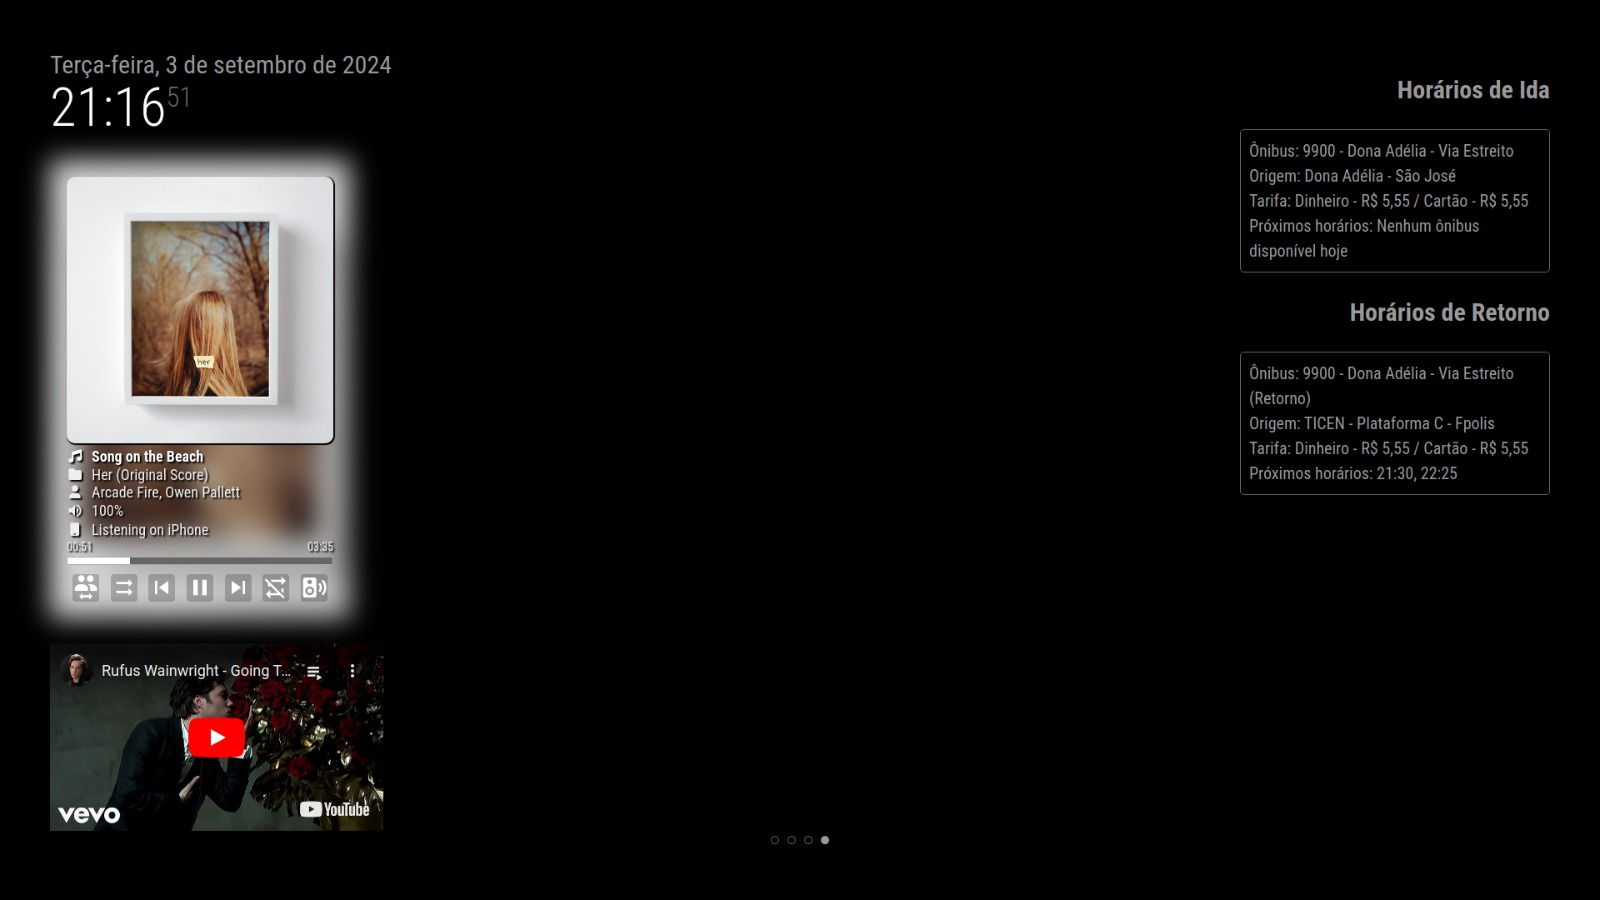 Terça-feira, 3 de setembro de 2024
21:16 51
her
Song on the Beach
Her (Original Score)
Arcade Fire, Owen Pallett
100%
Listening on iPhone
00:51 03:35
Rufus Wainwright - Going T...
vevo
YouTube
Horários de Ida
Ônibus: 9900 - Dona Adélia - Via Estreito
Origem: Dona Adélia - São José
Tarifa: Dinheiro - R$ 5,55 / Cartão - R$ 5,55
Próximos horários: Nenhum ônibus
disponível hoje
Horários de Retorno
Ônibus: 9900 - Dona Adélia - Via Estreito
(Retorno)
Origem: TICEN - Plataforma C - Fpolis
Tarifa: Dinheiro - R$ 5,55 / Cartão - R$ 5,55
Próximos horários: 21:30, 22:25